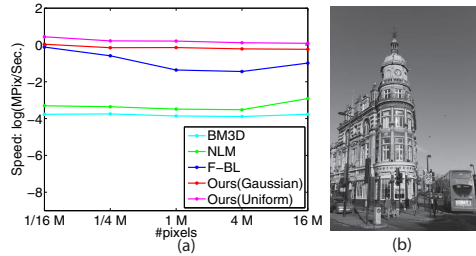 Speed: log(MPix/Sec.)
2
0
−2
−4
−6
−8
BM3D
NLM
F−BL
Ours(Gaussian)
Ours(Uniform)
1/16 M 1/4 M 1 M 4 M 16 M
#pixels
(a) (b)